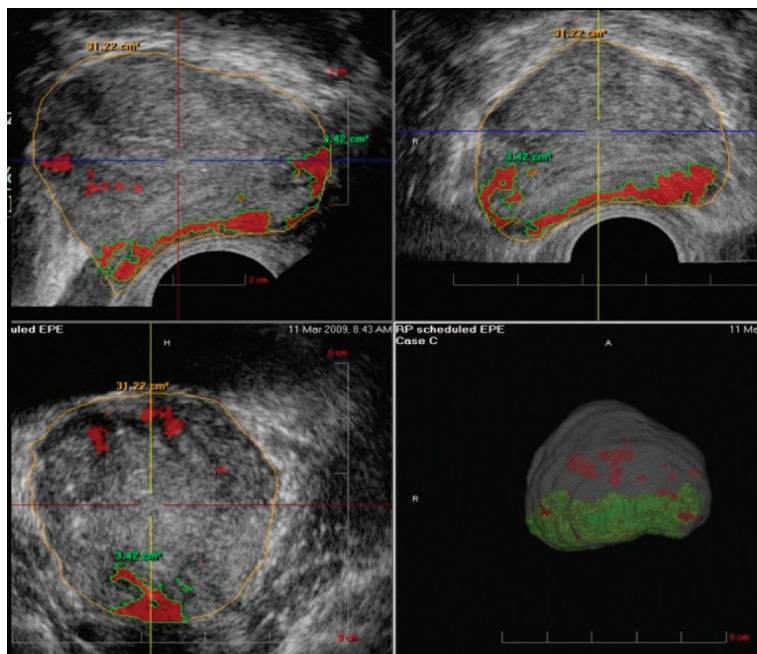 31.22 cm³
3.42 cm³
5 cm
2 cm
31.22 cm³
R
3.42 cm³
uled EPE
11 Mar 2009, 8:43 AM
H
5 cm
31.22 cm³
3.42 cm³
6 cm
RP scheduled EPE
11 Ma
Case C
A
R
5 cm